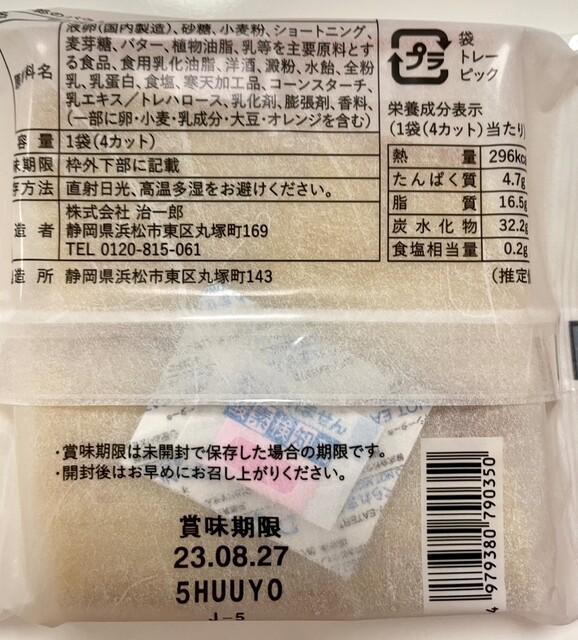 液卵(国内製造)、砂糖、小麦粉、ショートニング、
麦芽糖、バター、植物油脂、乳等を主要原料とす
る食品、食用乳化油脂、洋酒、澱粉、水飴、全粉
乳、乳蛋白、食塩、寒天加工品、コーンスターチ、
乳エキス／トレハロース、乳化剤、膨張剤、香料、
(一部に卵・小麦・乳成分・大豆・オレンジを含む)
料名
容量 1袋(4カット)
味期限 枠外下部に記載
存方法 直射日光、高温多湿をお避けください。
造者 株式会社 治一郎
静岡県浜松市東区丸塚町169
TEL 0120-815-061
造所 静岡県浜松市東区丸塚町143
プラ
袋
トレー
ピック
栄養成分表示
(1袋(4カット)当たり)
熱量 296kc
たんぱく質 4.7g
脂質 16.5g
炭水化物 32.2g
食塩相当量 0.2g
(推定
・賞味期限は未開封で保存した場合の期限です。
・開封後はお早めにお召し上がりください。
賞味期限
23.08.27
5HUUYO
J-5
4979380790350